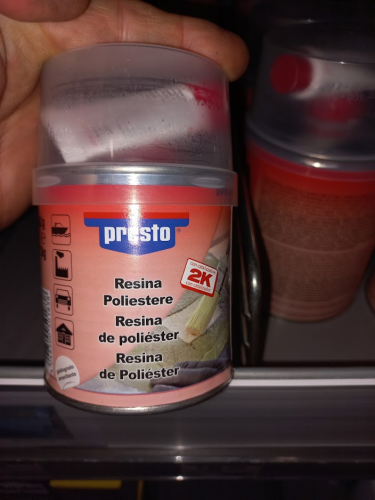 presto
2K
Resina
Poliestere
Resina
de poliéster
Resina
de Poliéster